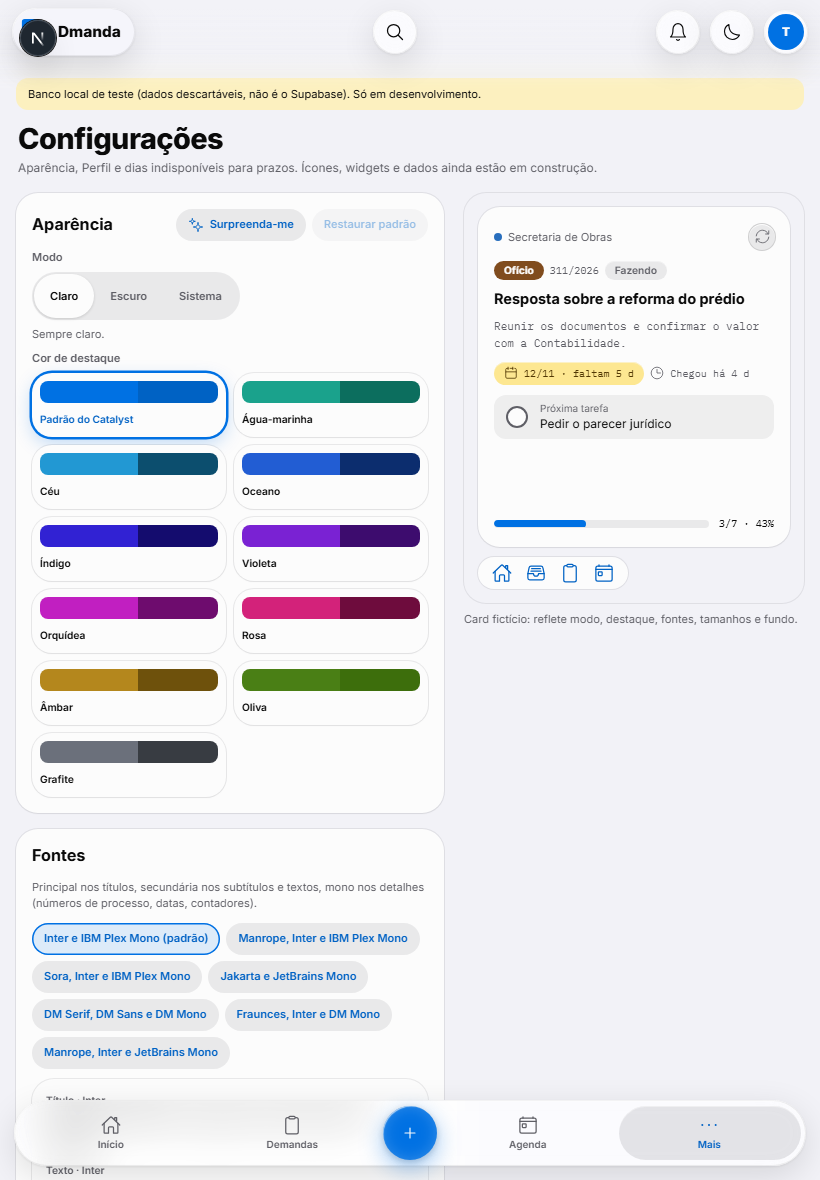 N
Dmanda
T
Banco local de teste (dados descartáveis, não é o Supabase). Só em desenvolvimento.
Configurações
Aparência, Perfil e dias indisponíveis para prazos. Ícones, widgets e dados ainda estão em construção.
Aparência
Surpreenda-me
Restaurar padrão
Modo
Claro
Escuro
Sistema
Sempre claro.
Cor de destaque
Padrão do Catalyst
Água-marinha
Céu
Oceano
Índigo
Violeta
Orquídea
Rosa
Âmbar
Oliva
Grafite
Secretaria de Obras
Ofício 311/2026 Fazendo
Resposta sobre a reforma do prédio
Reunir os documentos e confirmar o valor
com a Contabilidade.
12/11 · faltam 5 d
Chegou há 4 d
Próxima tarefa
Pedir o parecer jurídico
3/7 · 43%
Card fictício: reflete modo, destaque, fontes, tamanhos e fundo.
Fontes
Principal nos títulos, secundária nos subtítulos e textos, mono nos detalhes
(números de processo, datas, contadores).
Inter e IBM Plex Mono (padrão)
Manrope, Inter e IBM Plex Mono
Sora, Inter e IBM Plex Mono
Jakarta e JetBrains Mono
DM Serif, DM Sans e DM Mono
Fraunces, Inter e DM Mono
Manrope, Inter e JetBrains Mono
Título · Inter
Texto · Inter
Início
Demandas
+
Agenda
Mais